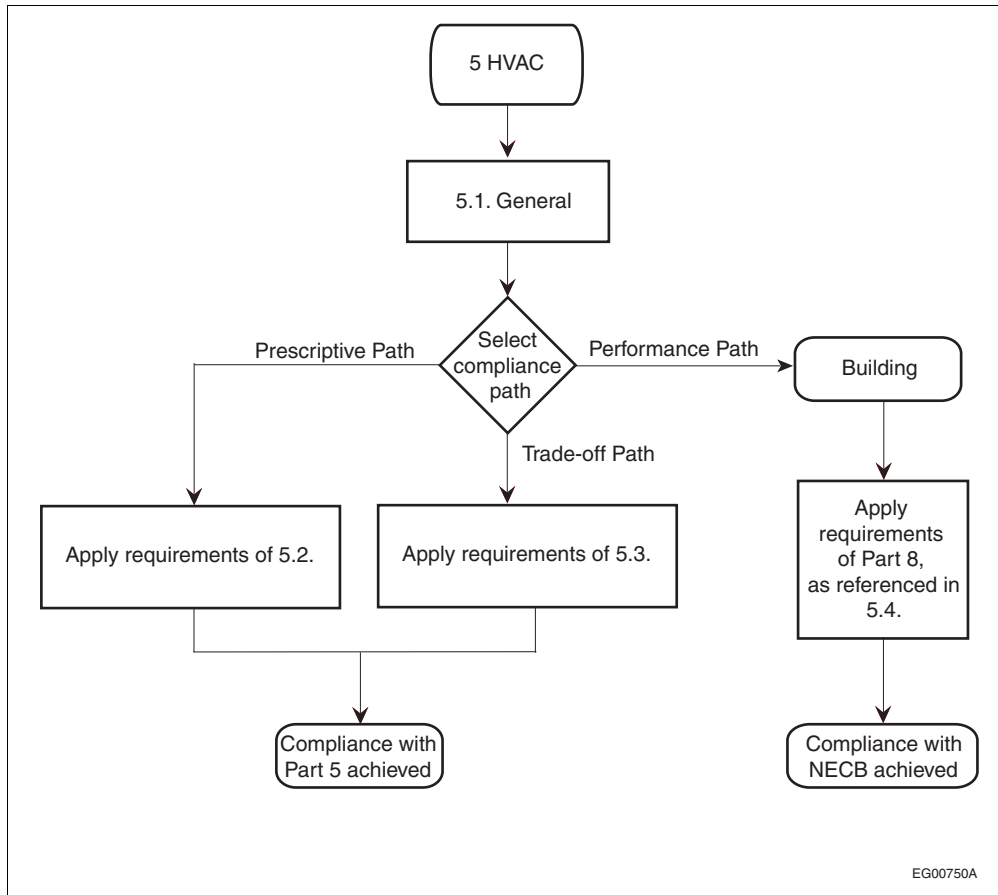 5 HVAC
5.1. General
Select
compliance
path
Prescriptive Path
Performance Path
Trade-off Path
Building
Apply requirements of 5.2.
Apply requirements of 5.3.
Apply
requirements
of Part 8,
as referenced in
5.4.
Compliance with
Part 5 achieved
Compliance with
NECB achieved
EG00750A